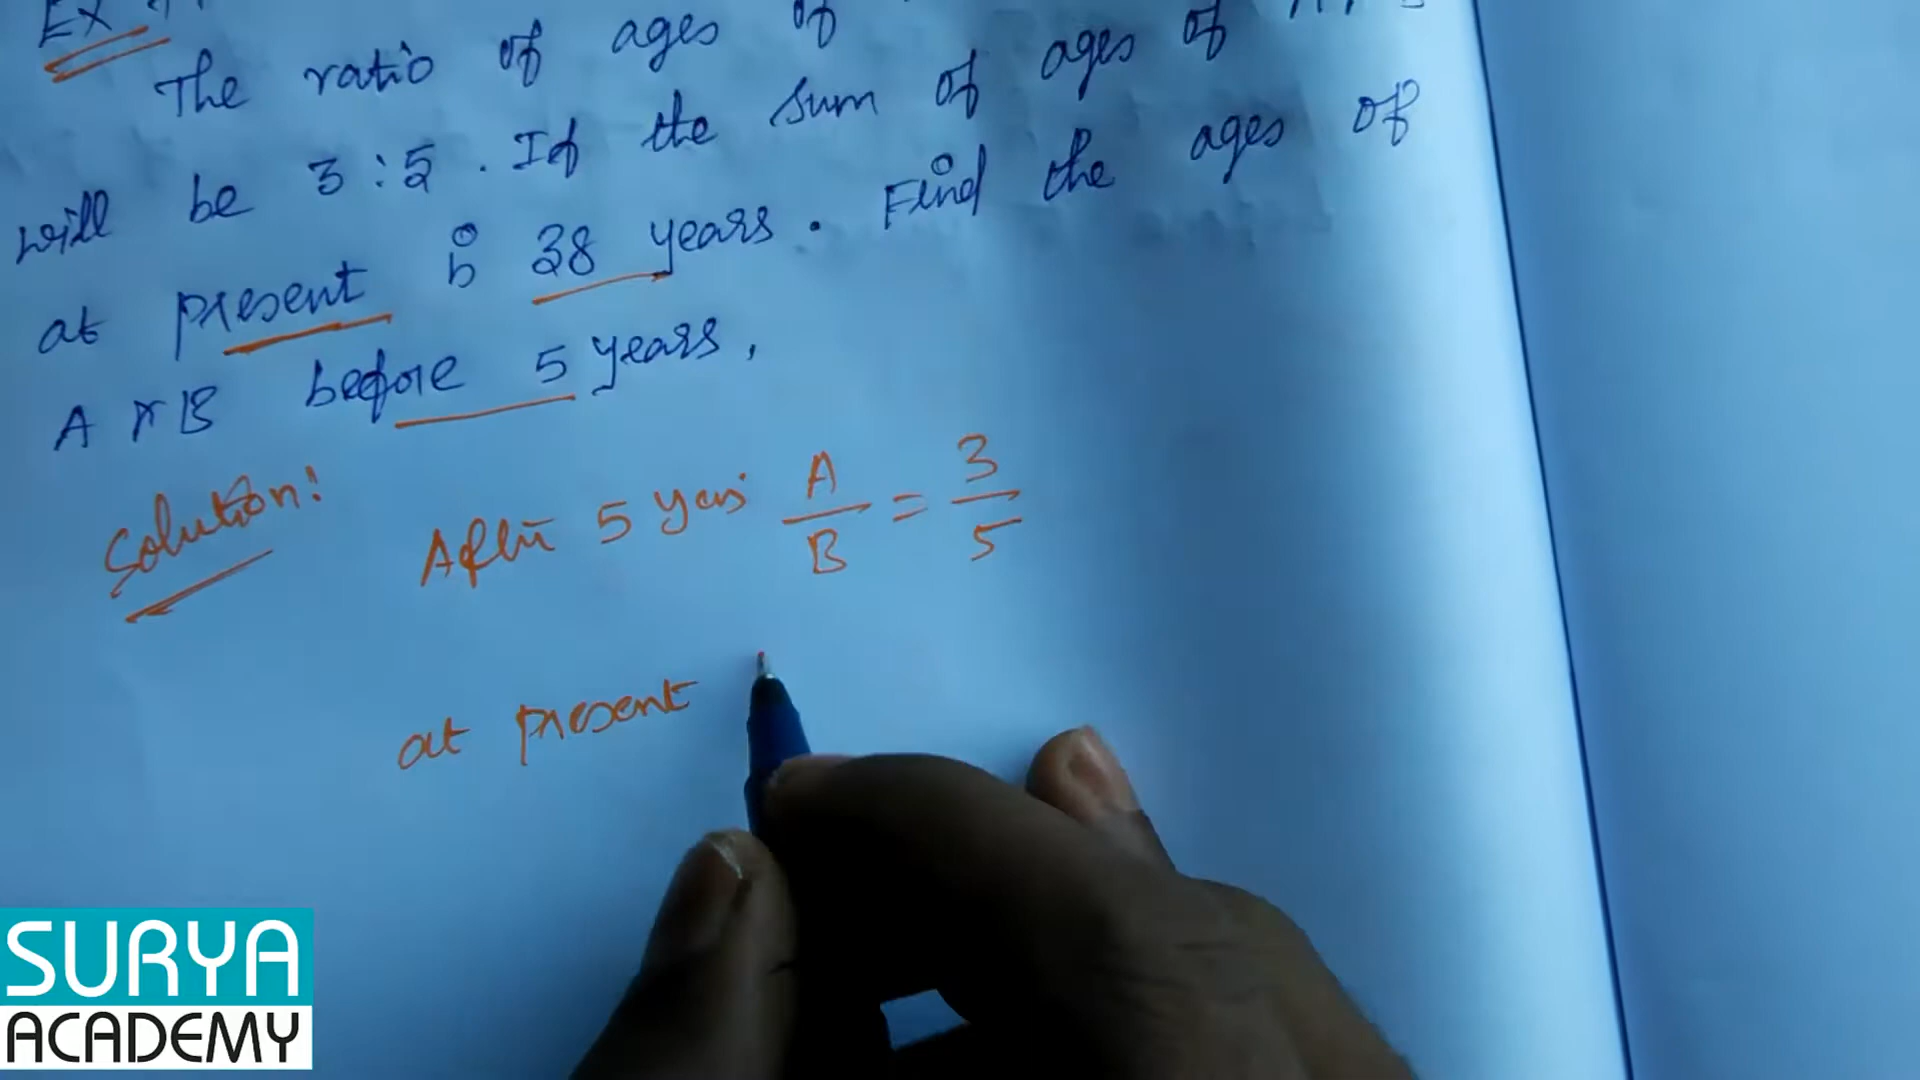 Ex
The ratio of ages of
will be 3:5. If the sum of ages of
at present is 38 years. Find the ages of
A & B before 5 years.
Solution:
After 5 years A/B = 3/5
at present
SURYA
ACADEMY